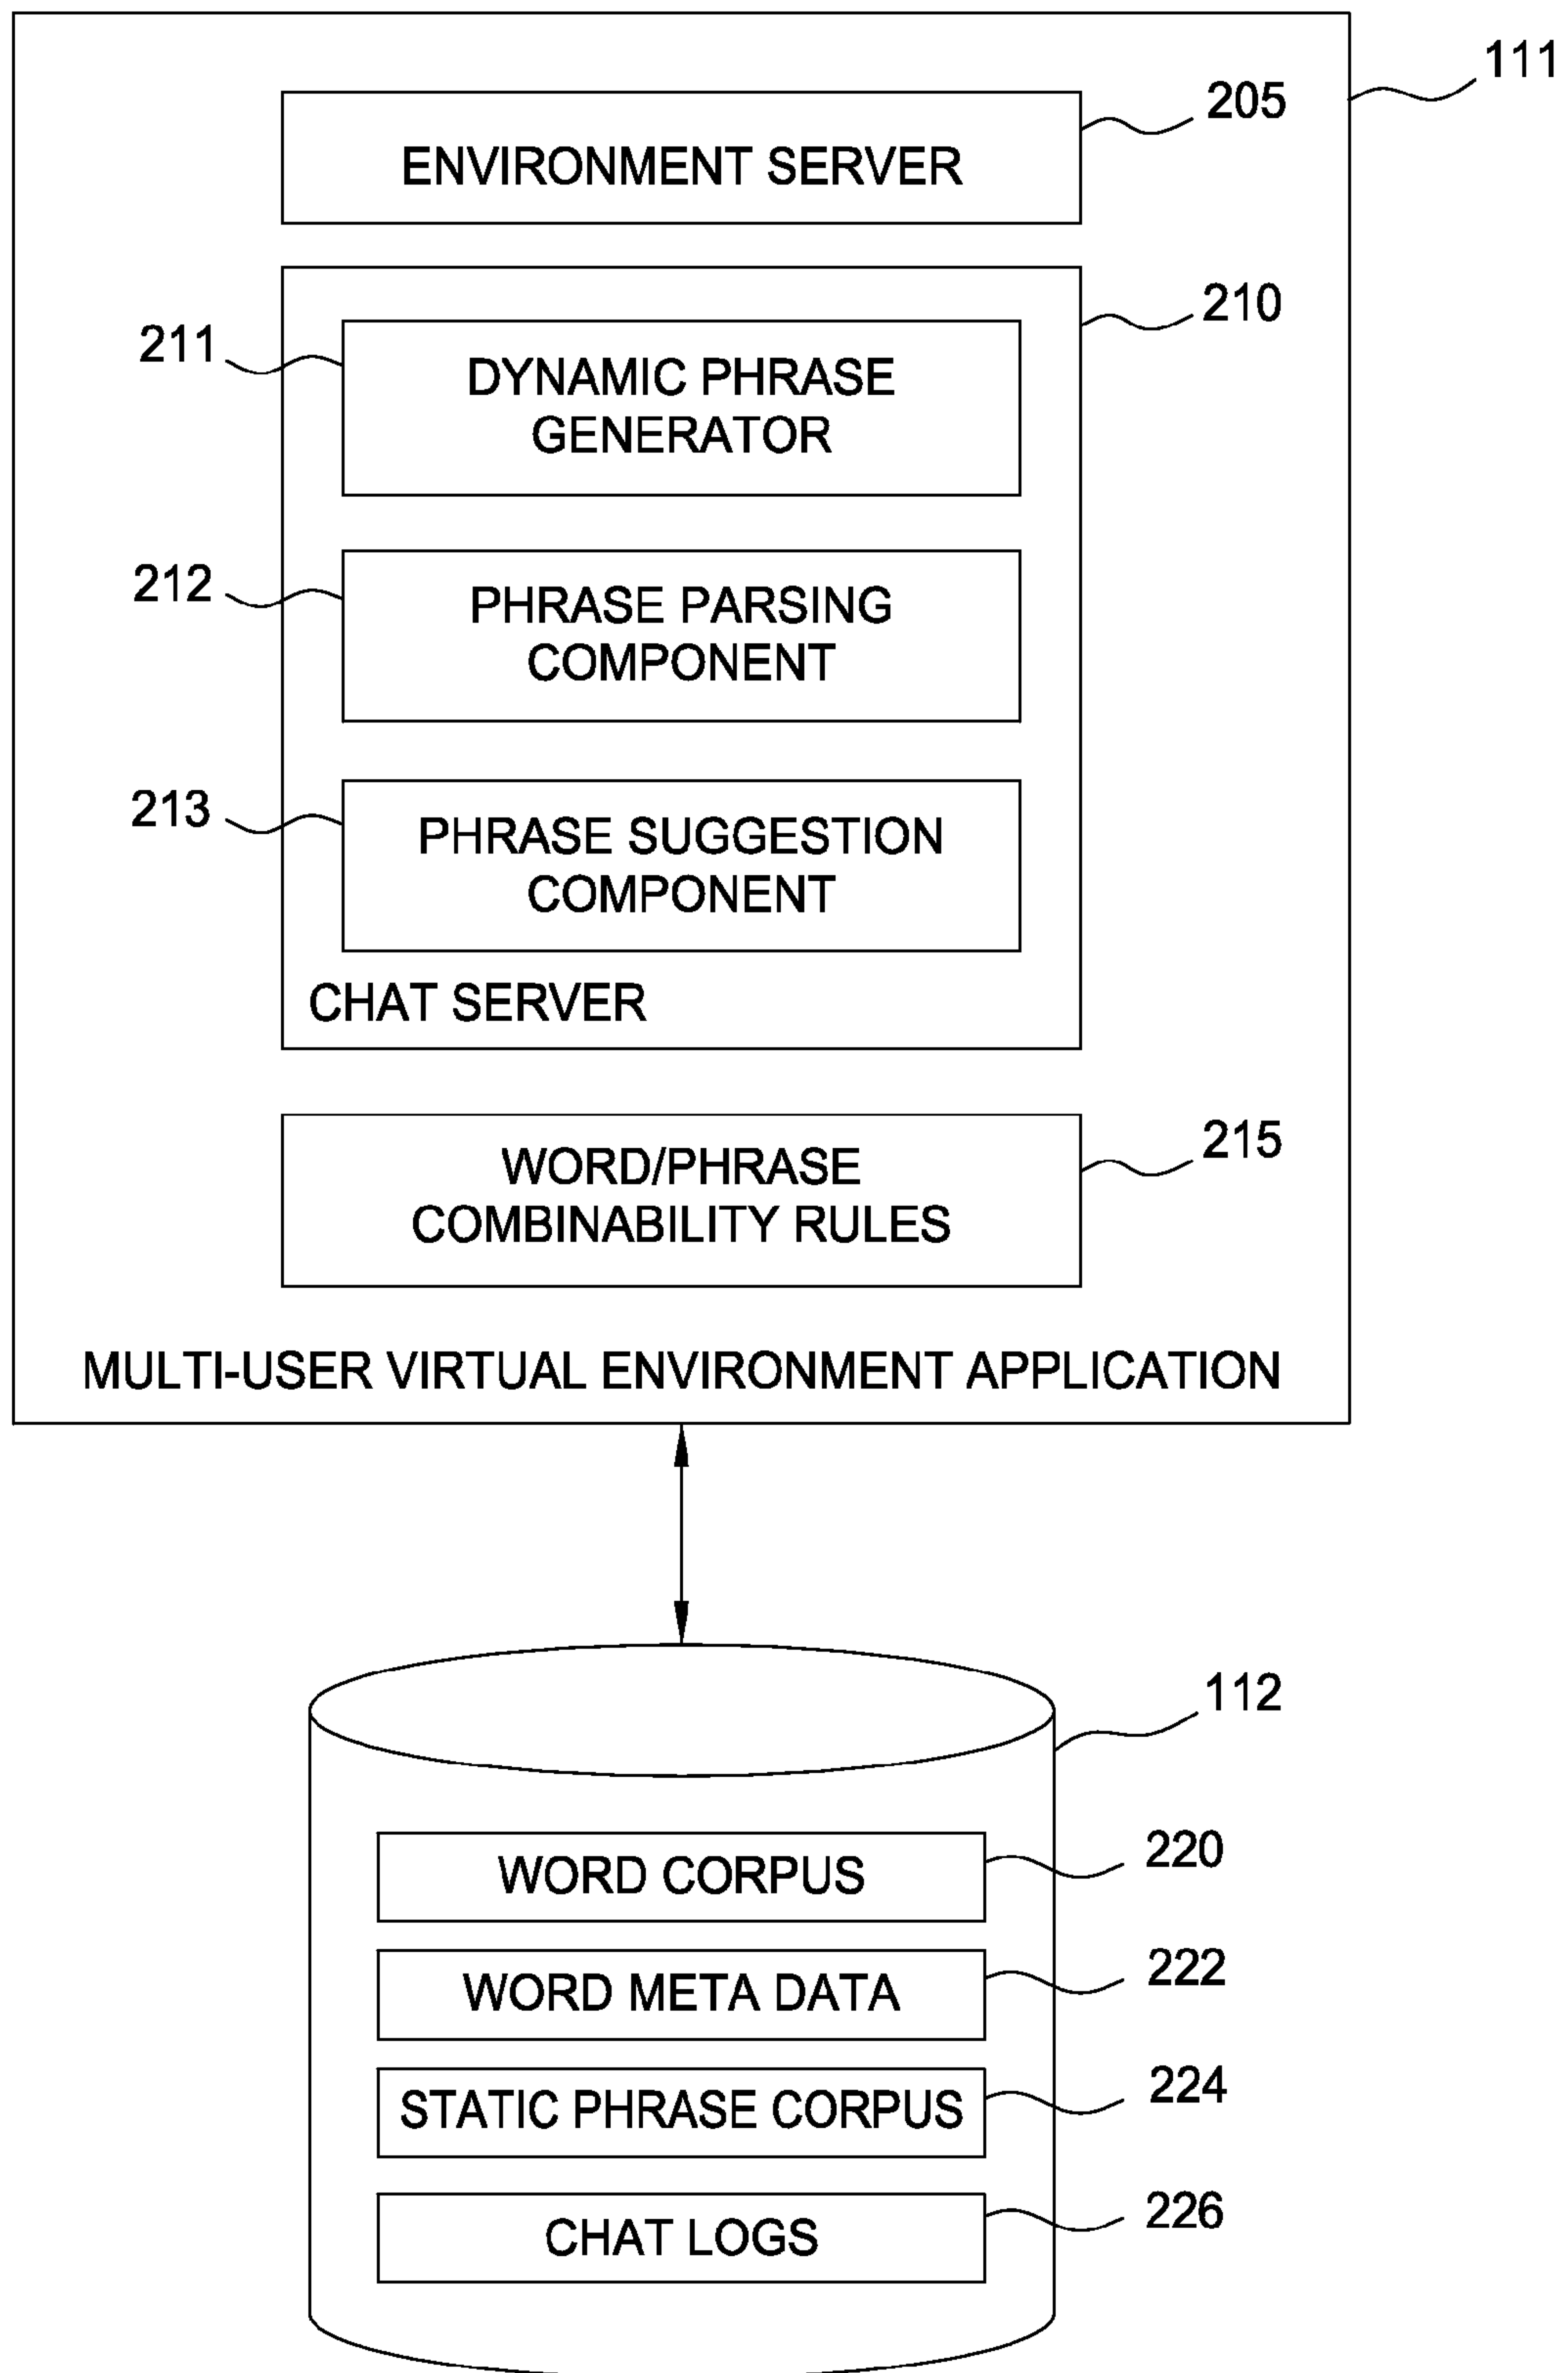 111
205
ENVIRONMENT SERVER
210
211
DYNAMIC PHRASE
GENERATOR
212
PHRASE PARSING
COMPONENT
213
PHRASE SUGGESTION
COMPONENT
CHAT SERVER
215
WORD/PHRASE
COMBINABILITY RULES
MULTI-USER VIRTUAL ENVIRONMENT APPLICATION
112
220
WORD CORPUS
222
WORD META DATA
224
STATIC PHRASE CORPUS
226
CHAT LOGS